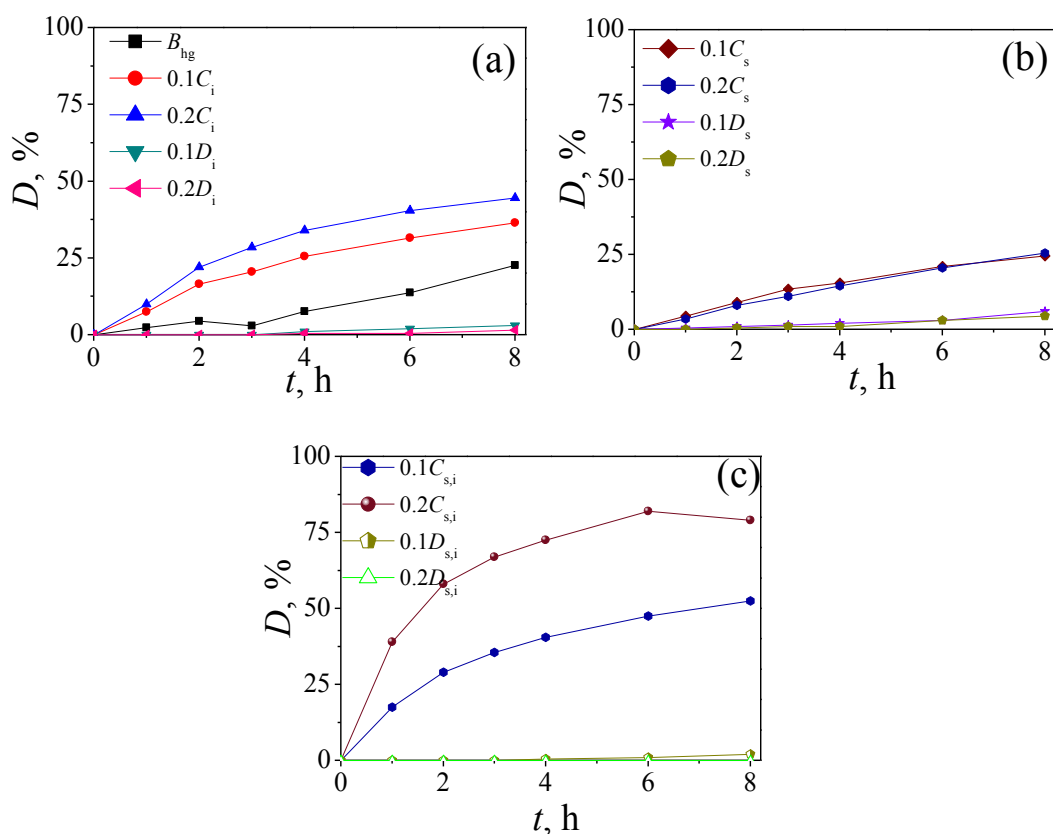 (a)
100
75
50
25
0
D, %
B_hg
0.1C_i
0.2C_i
0.1D_i
0.2D_i
0 2 4 6 8
t, h
(b)
100
75
50
25
0
D, %
0.1C_s
0.2C_s
0.1D_s
0.2D_s
0 2 4 6 8
t, h
(c)
100
75
50
25
0
D, %
0.1C_s,i
0.2C_s,i
0.1D_s,i
0.2D_s,i
0 2 4 6 8
t, h